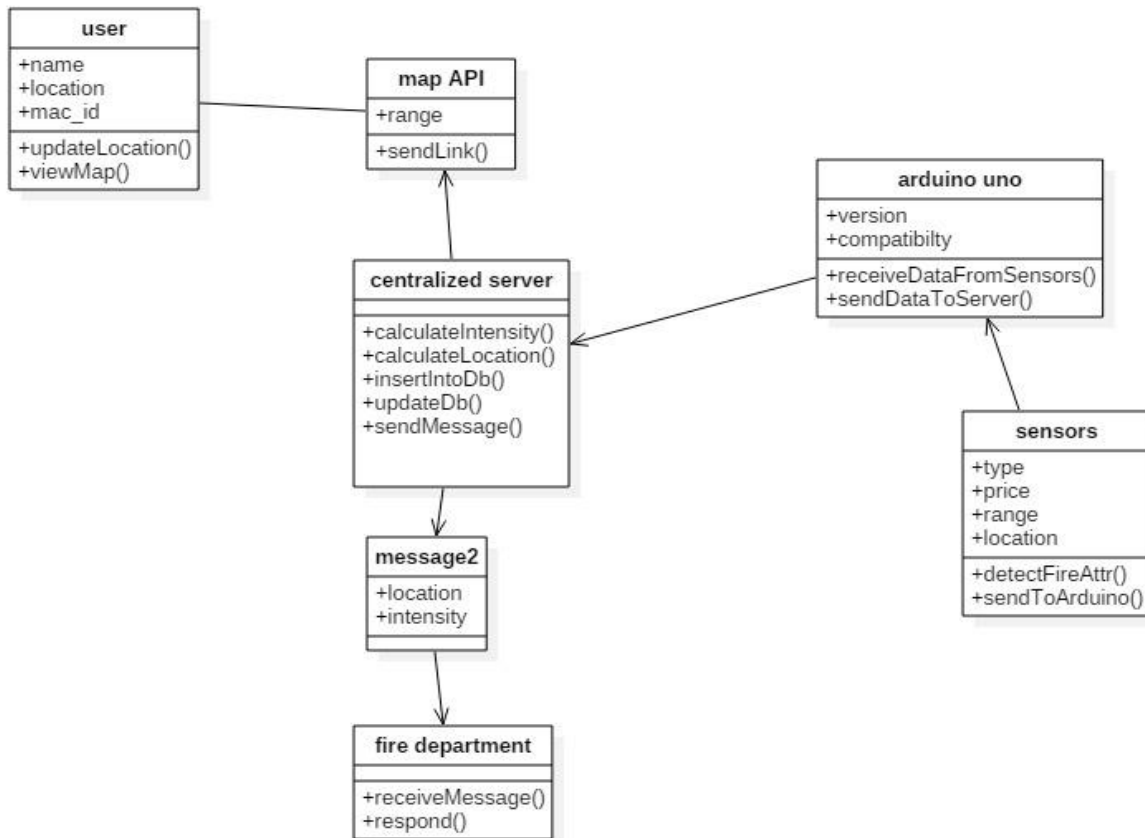 user
+name
+location
+mac_id
+updateLocation()
+viewMap()
map API
+range
+sendLink()
arduino uno
+version
+compatibilty
+receiveDataFromSensors()
+sendDataToServer()
centralized server
+calculateIntensity()
+calculateLocation()
+insertIntoDb()
+updateDb()
+sendMessage()
sensors
+type
+price
+range
+location
+detectFireAttr()
+sendToArduino()
message2
+location
+intensity
fire department
+receiveMessage()
+respond()